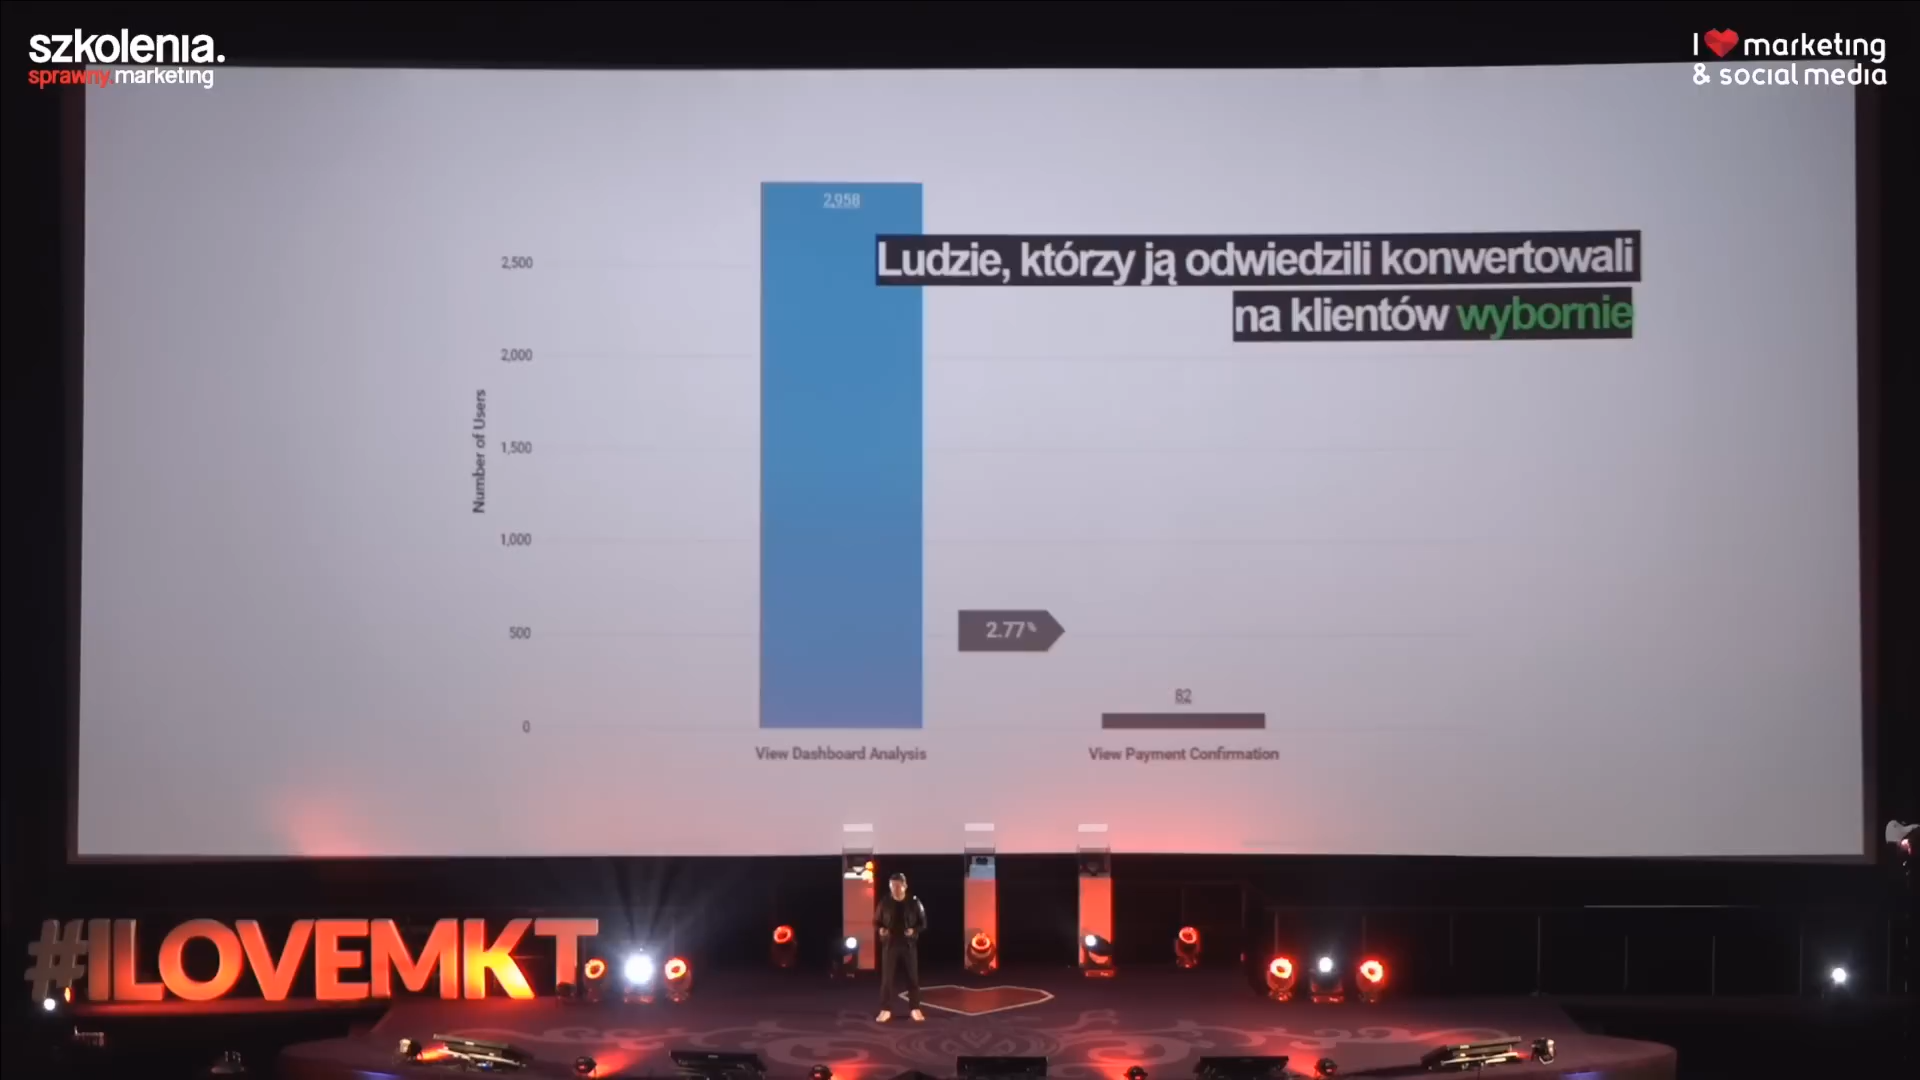 szkolenia.
sprawny.marketing
I marketing
& social media
2,958
Ludzie, którzy ją odwiedzili konwertowali
na klientów wybornie
2,500
2,000
1,500
1,000
500
0
Number of Users
2.77%
82
View Dashboard Analysis
View Payment Confirmation
#ILOVEMKT